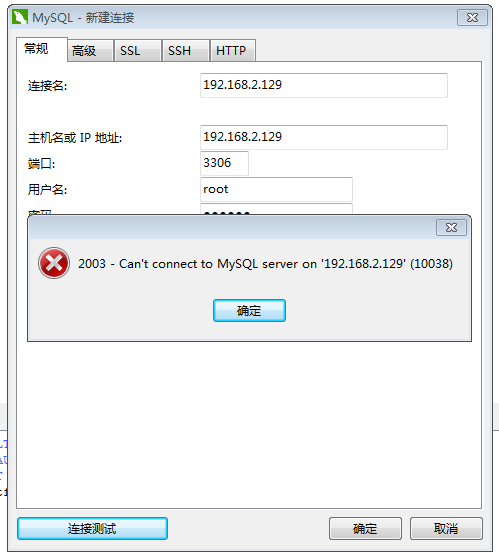 MySQL - 新建连接
常规 高级 SSL SSH HTTP
连接名: 192.168.2.129
主机名或 IP 地址: 192.168.2.129
端口: 3306
用户名: root
2003 - Can't connect to MySQL server on '192.168.2.129' (10038)
确定
连接测试 确定 取消